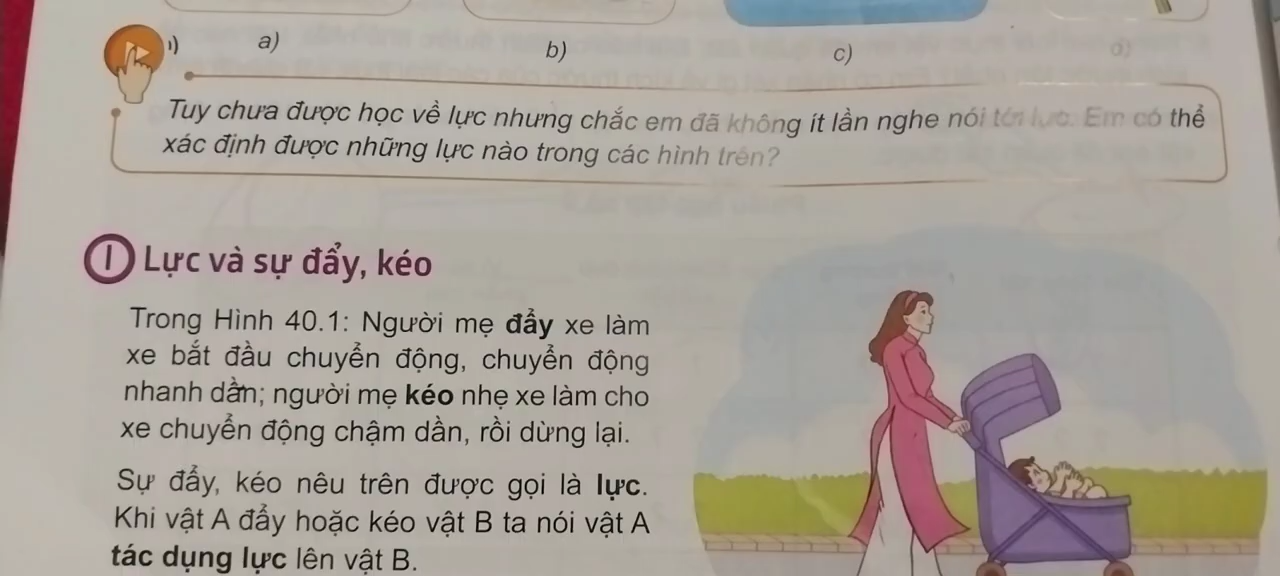 a) b) c) d)
Tuy chưa được học về lực nhưng chắc em đã không ít lần nghe nói tới lực. Em có thể
xác định được những lực nào trong các hình trên?
I Lực và sự đẩy, kéo
Trong Hình 40.1: Người mẹ đẩy xe làm
xe bắt đầu chuyển động, chuyển động
nhanh dần; người mẹ kéo nhẹ xe làm cho
xe chuyển động chậm dần, rồi dừng lại.
Sự đẩy, kéo nêu trên được gọi là lực.
Khi vật A đẩy hoặc kéo vật B ta nói vật A
tác dụng lực lên vật B.